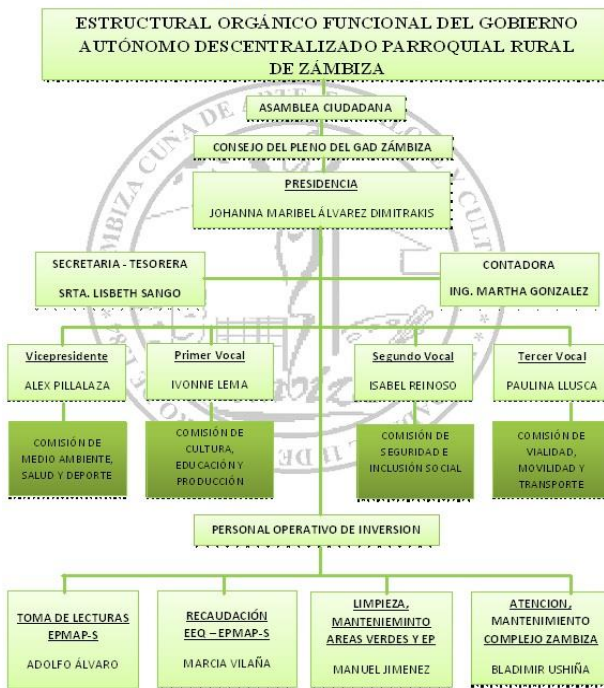 ESTRUCTURAL ORGÁNICO FUNCIONAL DEL GOBIERNO
AUTÓNOMO DESCENTRALIZADO PARROQUIAL RURAL
DE ZÁMBIZA
ASAMBLEA CIUDADANA
CONSEJO DEL PLENO DEL GAD ZÁMBIZA
PRESIDENCIA
JOHANNA MARIBEL ÁLVAREZ DIMITRAKIS
SECRETARIA - TESORERA
SRTA. LISBETH SANGO
CONTADORA
ING. MARTHA GONZALEZ
Vicepresidente
ALEX PILLALAZA
Primer Vocal
IVONNE LEMA
Segundo Vocal
ISABEL REINOSO
Tercer Vocal
PAULINA LLUSCA
COMISIÓN DE
MEDIO AMBIENTE,
SALUD Y DEPORTE
COMISIÓN DE
CULTURA,
EDUCACIÓN Y
PRODUCCIÓN
COMISIÓN DE
SEGURIDAD E
INCLUSIÓN SOCIAL
COMISIÓN DE
VIALIDAD,
MOVILIDAD Y
TRANSPORTE
PERSONAL OPERATIVO DE INVERSION
TOMA DE LECTURAS
EPMAP-S
ADOLFO ÁLVARO
RECAUDACIÓN
EEQ – EPMAP-S
MARCIA VILAÑA
LIMPIEZA,
MANTENIEMINTO
AREAS VERDES Y EP
MANUEL JIMENEZ
ATENCION,
MANTENIMIENTO
COMPLEJO ZAMBIZA
BLADIMIR USHIÑA